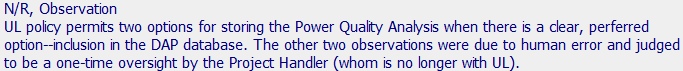 N/R, Observation
UL policy permits two options for storing the Power Quality Analysis when there is a clear, perferred
option--inclusion in the DAP database. The other two observations were due to human error and judged
to be a one-time oversight by the Project Handler (whom is no longer with UL).